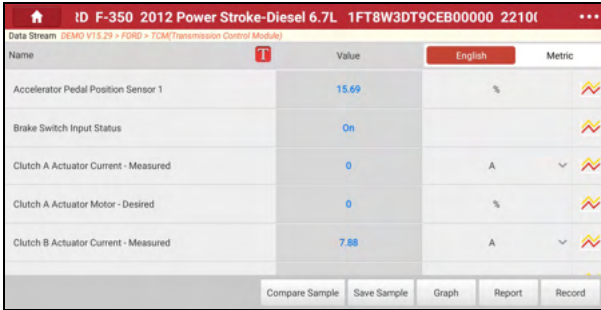 RD F-350 2012 Power Stroke-Diesel 6.7L 1FT8W3DT9CEB00000 2210
Data Stream DEMO V15.29 > FORD > TCM(Transmission Control Module)
Name T Value English Metric
Accelerator Pedal Position Sensor 1 15.69 %
Brake Switch Input Status On
Clutch A Actuator Current - Measured 0 A
Clutch A Actuator Motor - Desired 0 %
Clutch B Actuator Current - Measured 7.88 A
Compare Sample Save Sample Graph Report Record